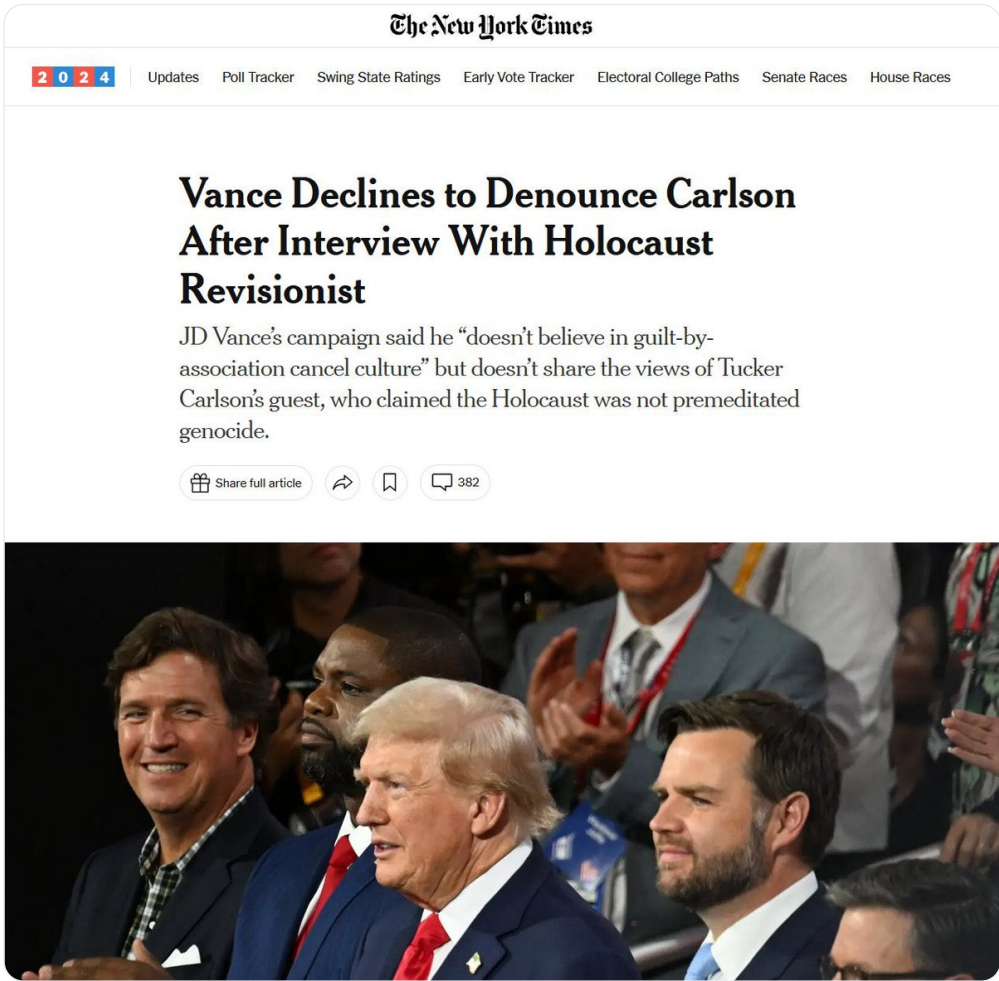 The New York Times
2024 Updates Poll Tracker Swing State Ratings Early Vote Tracker Electoral College Paths Senate Races House Races
Vance Declines to Denounce Carlson
After Interview With Holocaust
Revisionist
JD Vance’s campaign said he “doesn’t believe in guilt-by-
association cancel culture” but doesn’t share the views of Tucker
Carlson’s guest, who claimed the Holocaust was not premeditated
genocide.
Share full article 382